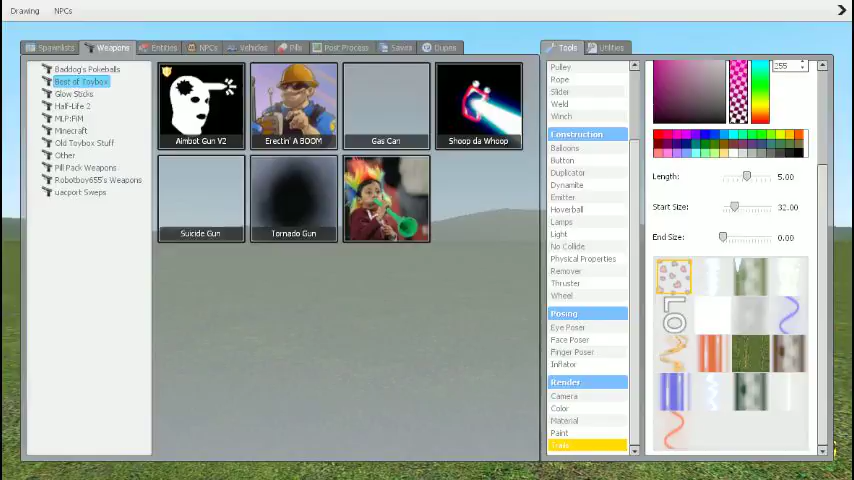 Drawing NPCs
Spawnlists Weapons Entities NPCs Vehicles Pills Post Process Saves Dupes
Tools Utilities
Baddog's Pokeballs
Best of Toybox
Glow Sticks
Half-Life 2
MLP:FiM
Minecraft
Old Toybox Stuff
Other
Pill Pack Weapons
Robotboy655's Weapons
uacport Sweps
Aimbot Gun V2
Erectin' A BOOM
Gas Can
Shoop da Whoop
Suicide Gun
Tornado Gun
Pulley
Rope
Slider
Weld
Winch
Construction
Balloons
Button
Duplicator
Dynamite
Emitter
Hoverball
Lamps
Light
No Collide
Physical Properties
Remover
Thruster
Wheel
Posing
Eye Poser
Face Poser
Finger Poser
Inflator
Render
Camera
Color
Material
Paint
Trails
255
Length: 5.00
Start Size: 32.00
End Size: 0.00
LO